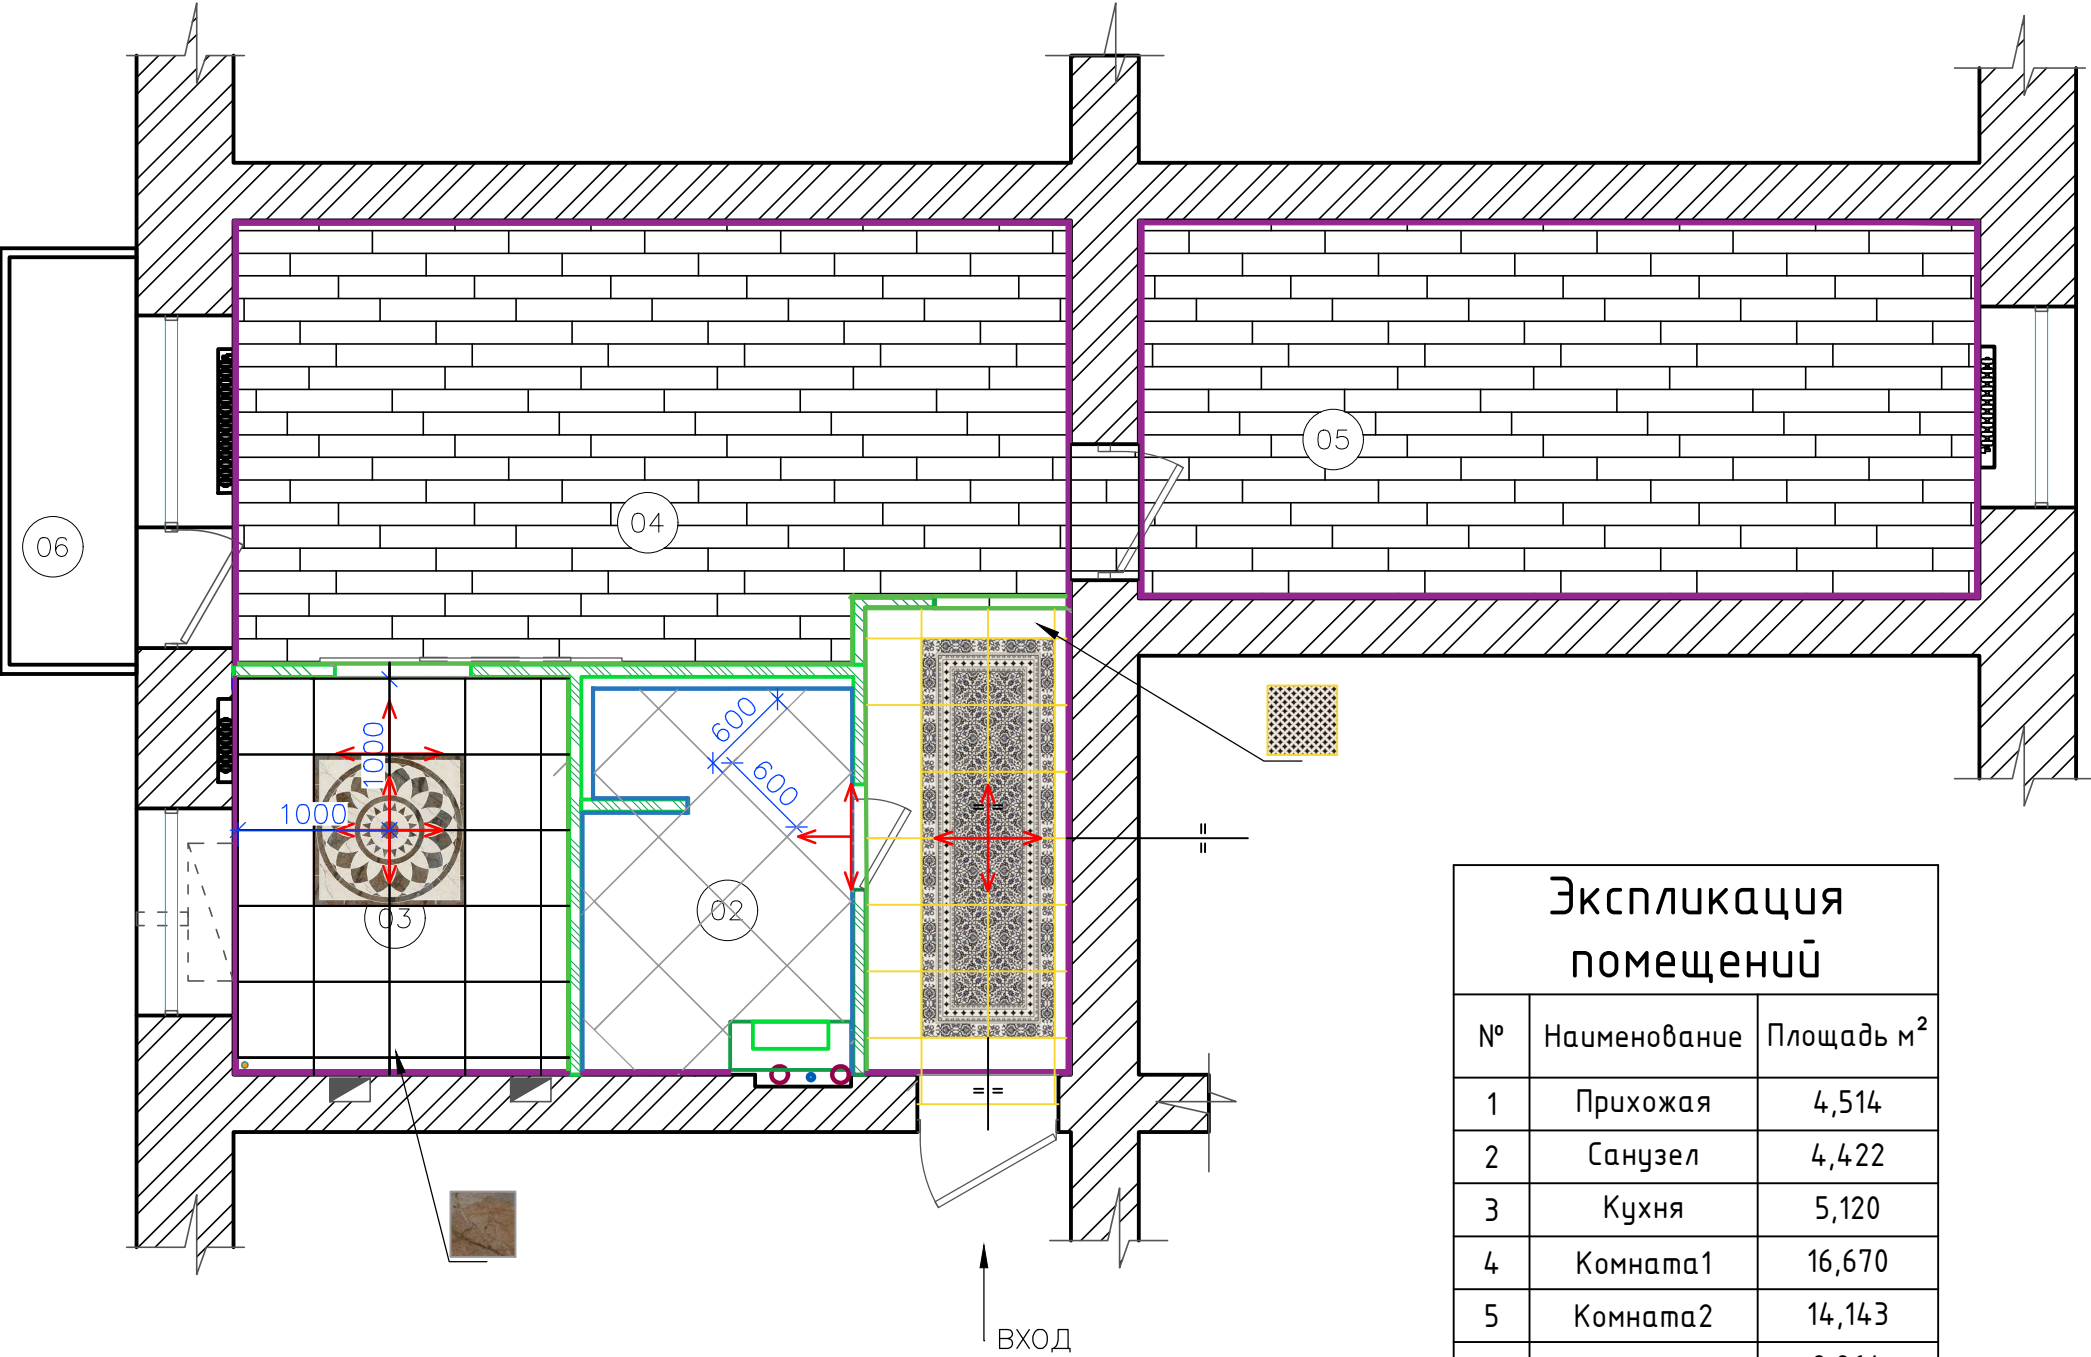 05
04
06
600
1000
600
1000
02
03
=
=
= =
= =
Экспликация
помещений
№ Наименование Площадь м²
1 Прихожая 4,514
2 Санузел 4,422
3 Кухня 5,120
4 Комната1 16,670
5 Комната2 14,143
ВХОД